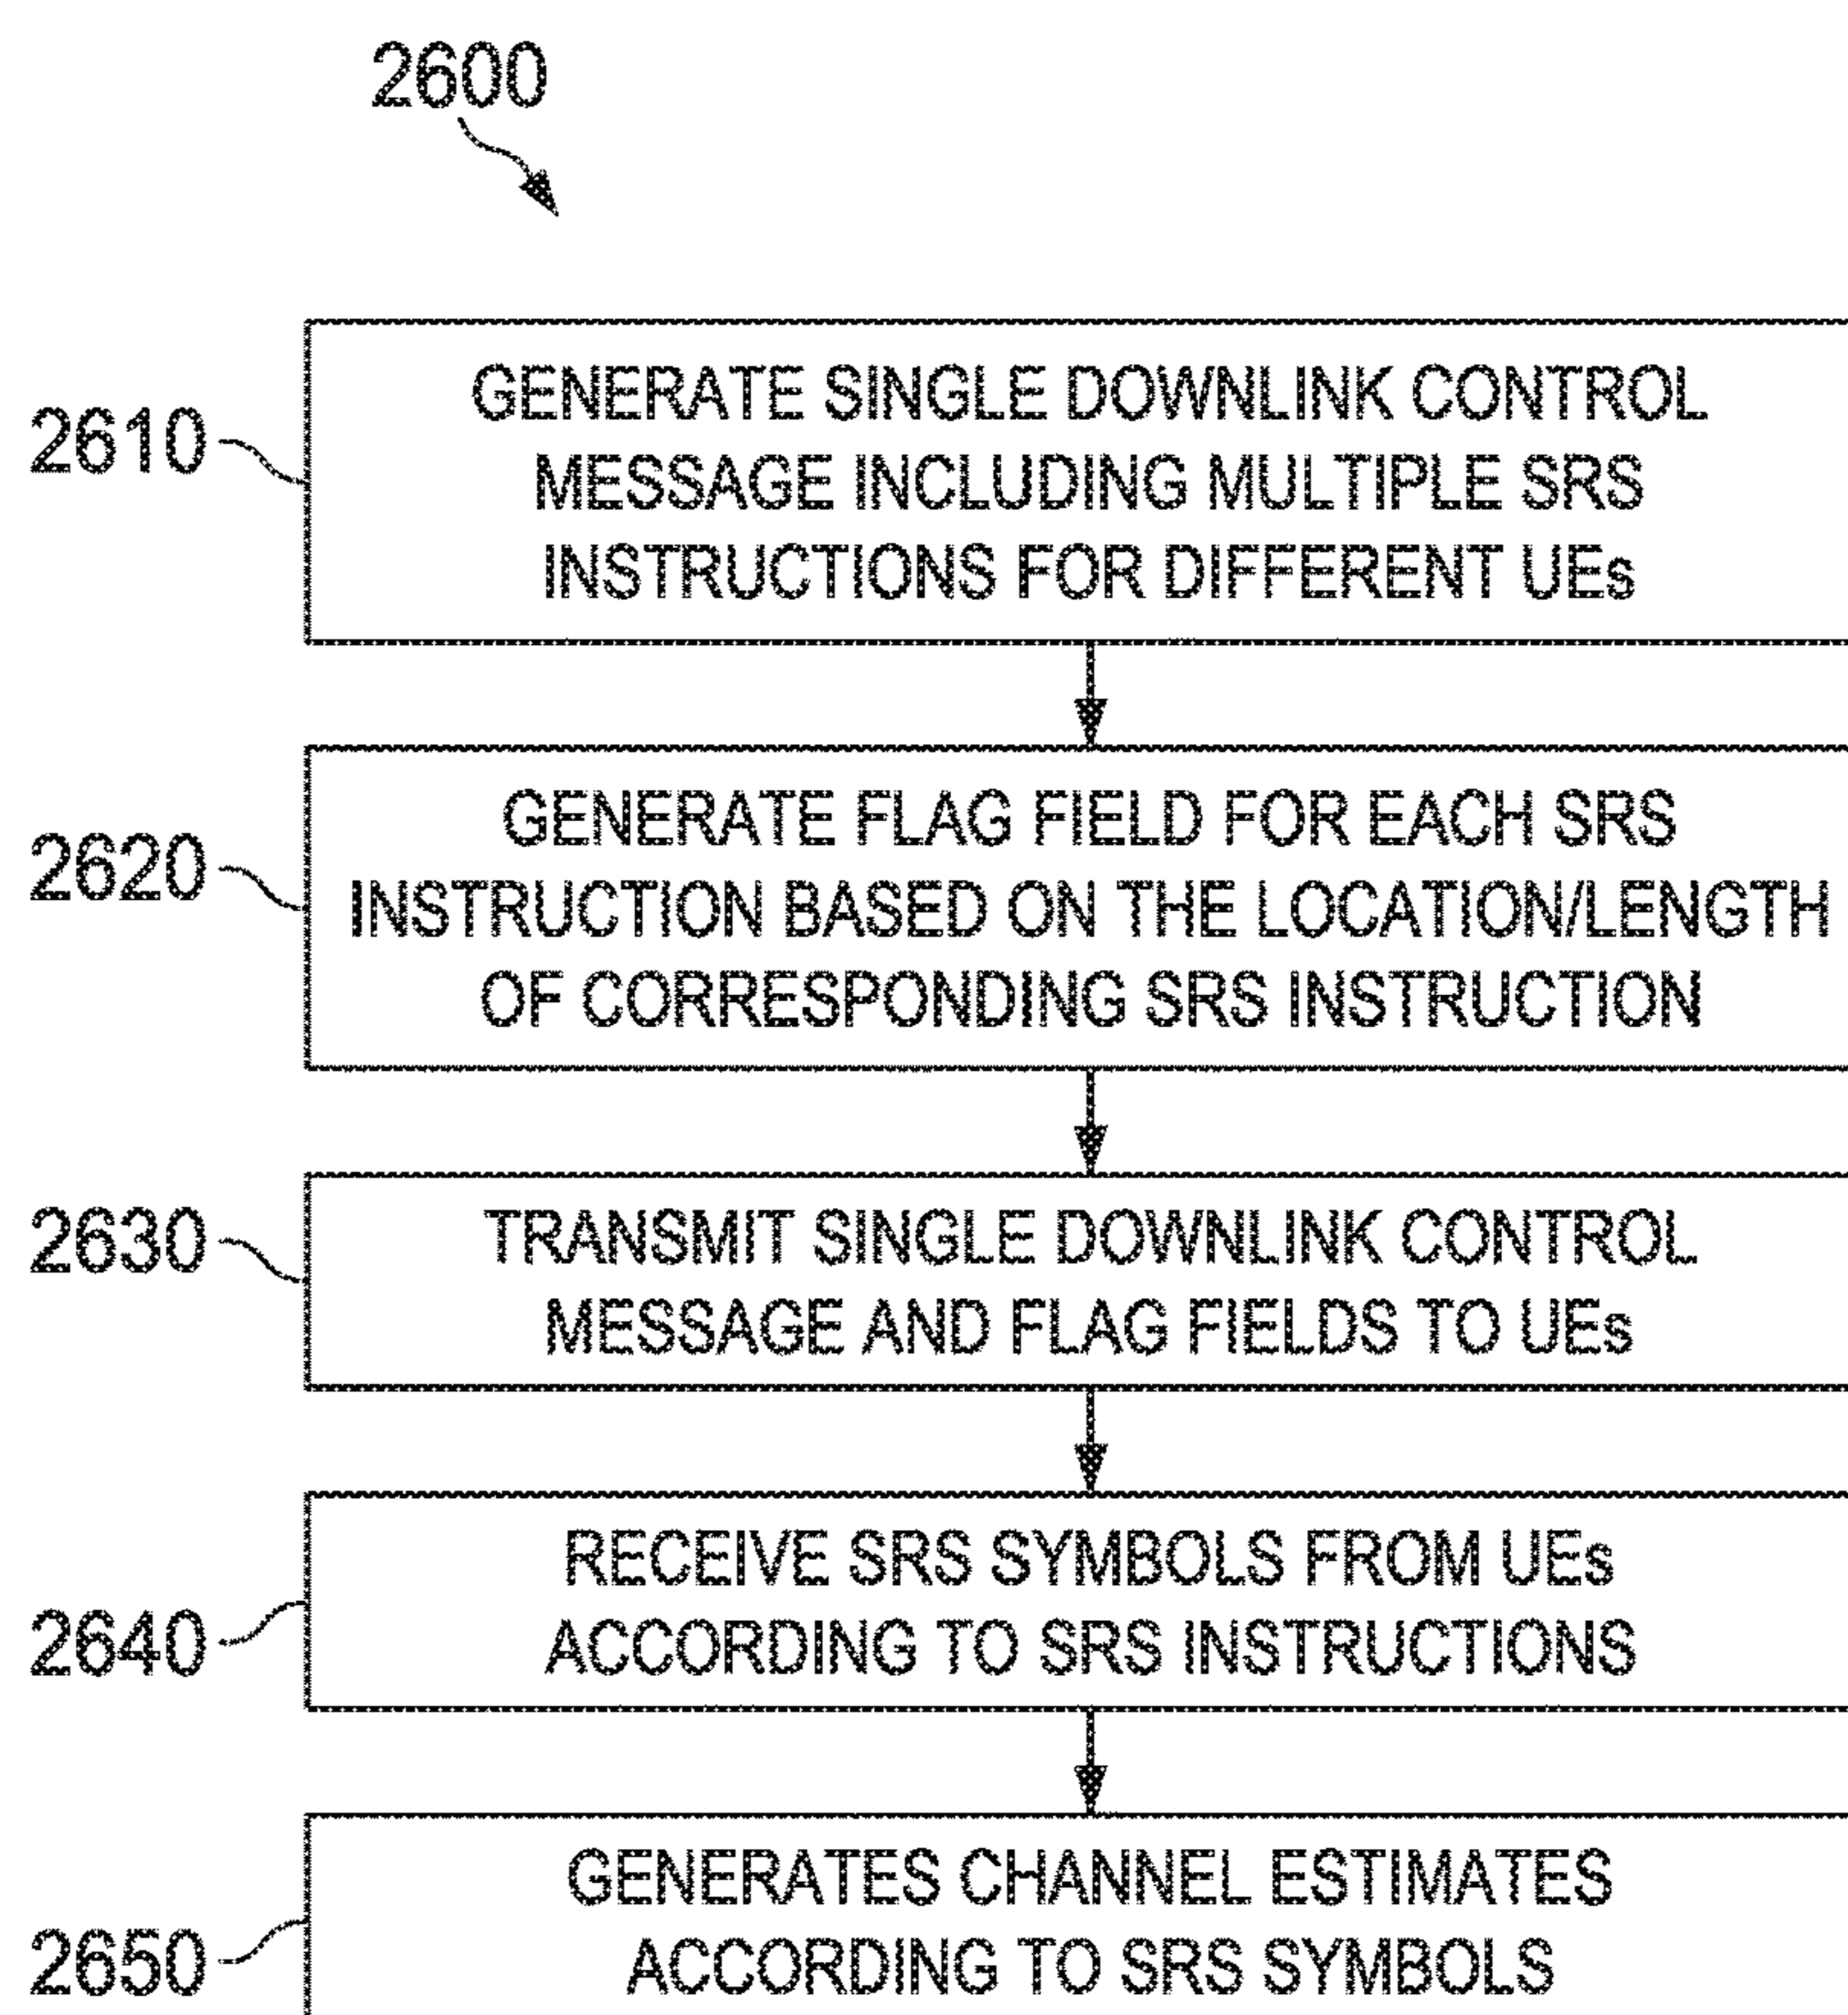 2600
2610
GENERATE SINGLE DOWNLINK CONTROL
MESSAGE INCLUDING MULTIPLE SRS
INSTRUCTIONS FOR DIFFERENT UEs
2620
GENERATE FLAG FIELD FOR EACH SRS
INSTRUCTION BASED ON THE LOCATION/LENGTH
OF CORRESPONDING SRS INSTRUCTION
2630
TRANSMIT SINGLE DOWNLINK CONTROL
MESSAGE AND FLAG FIELDS TO UEs
2640
RECEIVE SRS SYMBOLS FROM UEs
ACCORDING TO SRS INSTRUCTIONS
2650
GENERATES CHANNEL ESTIMATES
ACCORDING TO SRS SYMBOLS